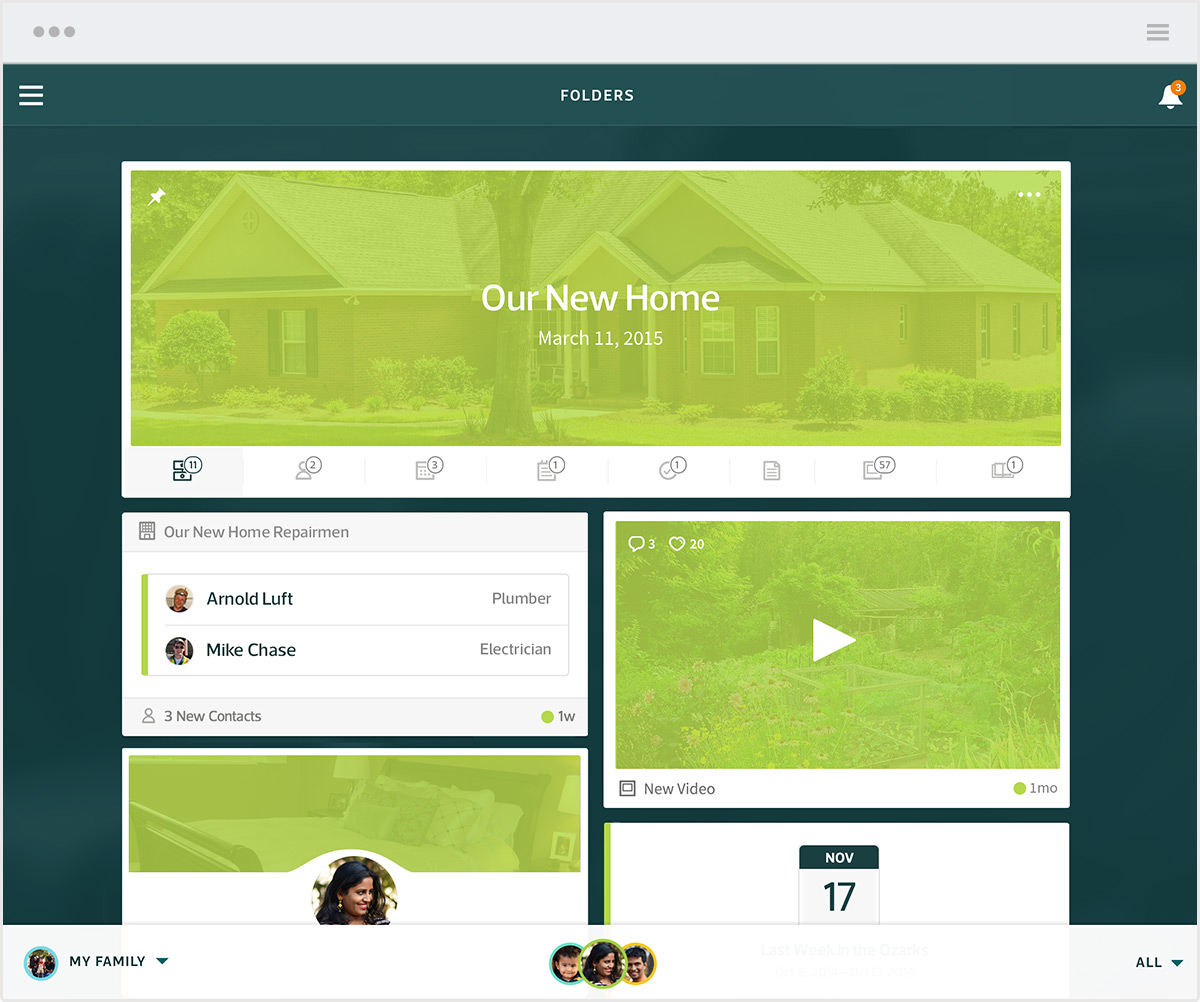 FOLDERS
3
Our New Home
March 11, 2015
11
2
3
1
1
57
1
Our New Home Repairmen
Arnold Luft
Plumber
Mike Chase
Electrician
3 New Contacts
1w
3
20
New Video
1mo
NOV
17
Last Week in the Ozarks
MY FAMILY
ALL